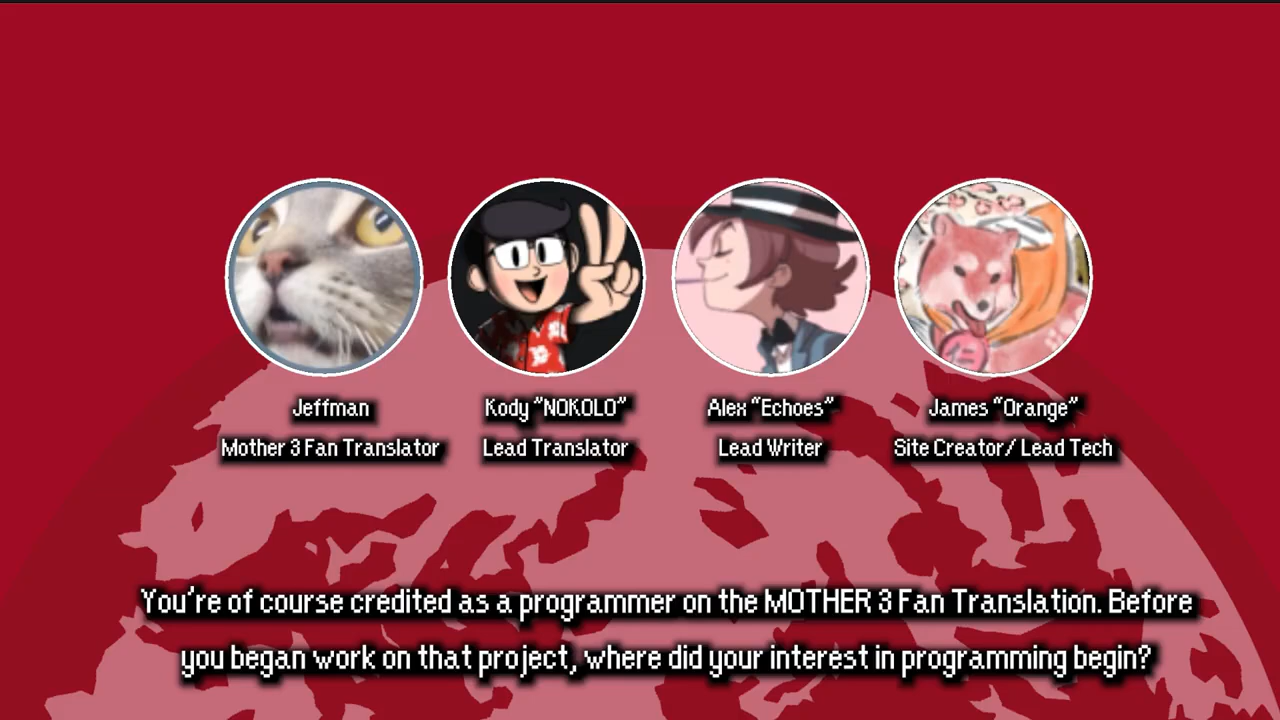 Jeffman
Mother 3 Fan Translator
Kody "NOKOLO"
Lead Translator
Alex "Echoes"
Lead Writer
James "Orange"
Site Creator/ Lead Tech
You're of course credited as a programmer on the MOTHER 3 Fan Translation. Before
you began work on that project, where did your interest in programming begin?